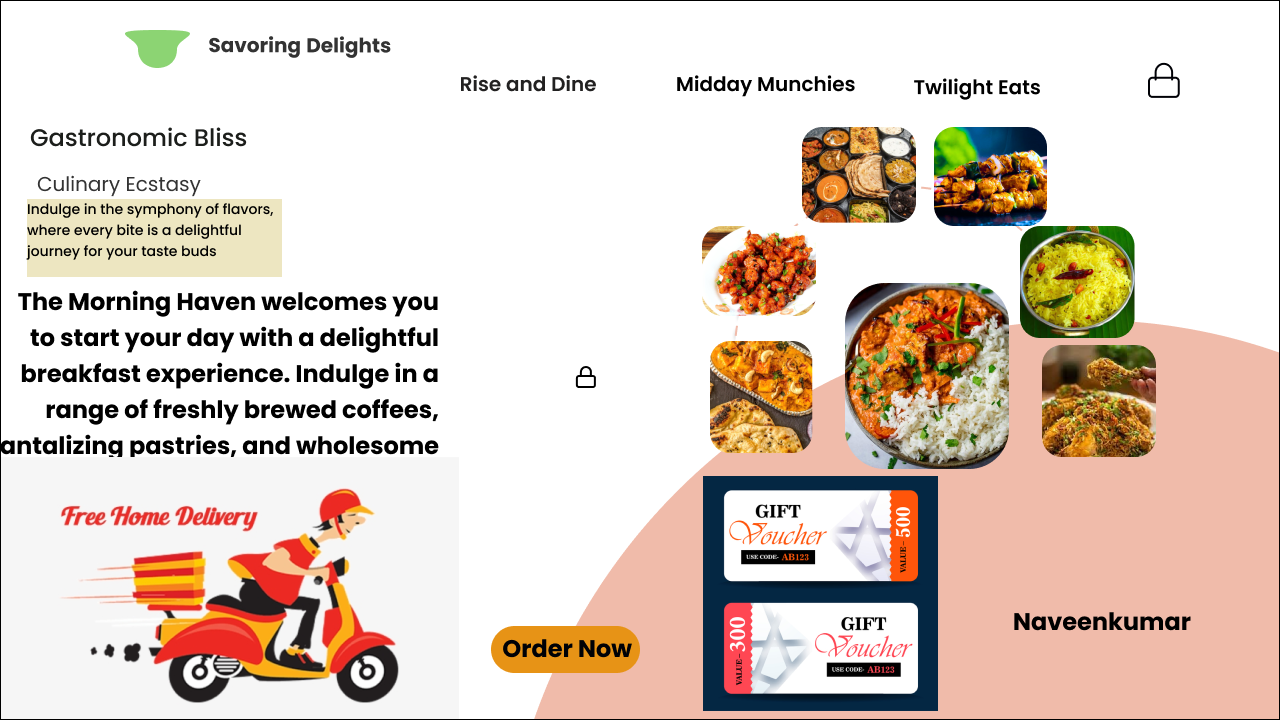 Savoring Delights
Rise and Dine
Midday Munchies
Twilight Eats
Gastronomic Bliss
Culinary Ecstasy
Indulge in the symphony of flavors,
where every bite is a delightful
journey for your taste buds
The Morning Haven welcomes you
to start your day with a delightful
breakfast experience. Indulge in a
range of freshly brewed coffees,
antalizing pastries, and wholesome
Free Home Delivery
Order Now
GIFT
Voucher
USE CODE- AB123
VALUE- 500
VALUE- 300
GIFT
Voucher
USE CODE- AB123
Naveenkumar